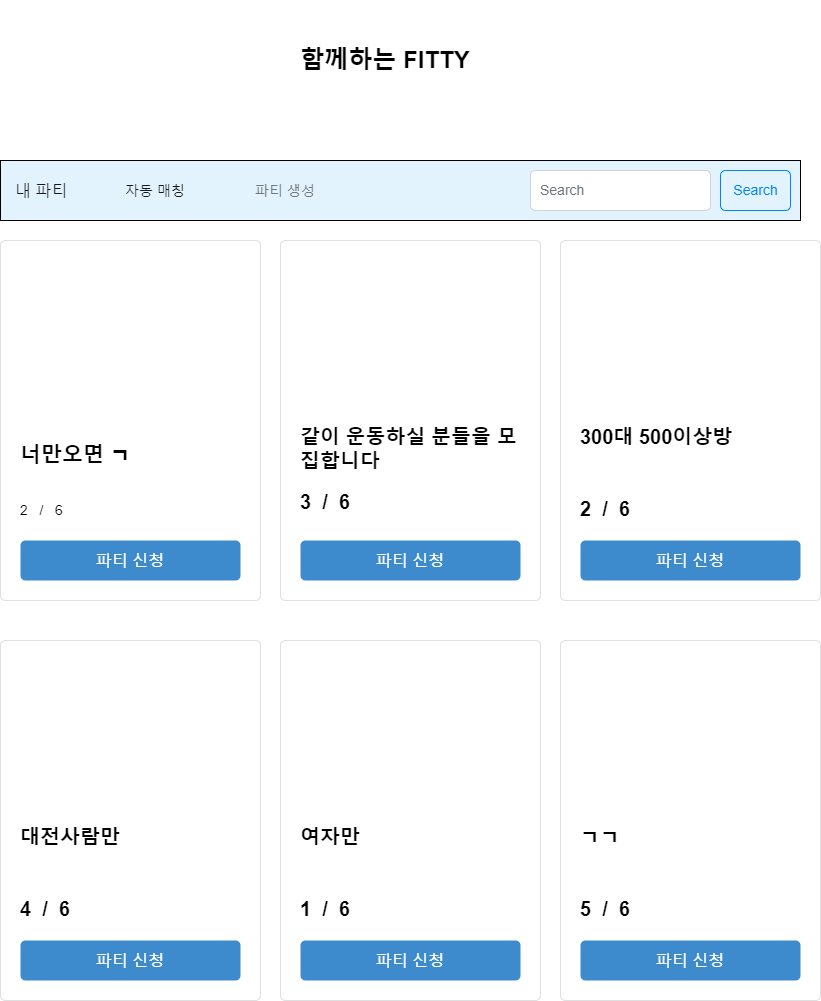 함께하는 FITTY
내 파티 자동 매칭 파티 생성 Search Search
너만오면 ㄱ
2 / 6
파티 신청
같이 운동하실 분들을 모
집합니다
3 / 6
파티 신청
300대 500이상방
2 / 6
파티 신청
대전사람만
4 / 6
파티 신청
여자만
1 / 6
파티 신청
ㄱㄱ
5 / 6
파티 신청